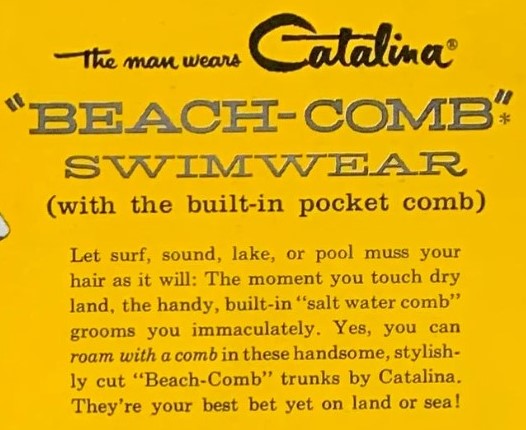 The man wears Catalina®
"BEACH-COMB"*
SWIMWEAR
(with the built-in pocket comb)
Let surf, sound, lake, or pool muss your
hair as it will: The moment you touch dry
land, the handy, built-in "salt water comb"
grooms you immaculately. Yes, you can
roam with a comb in these handsome, stylish-
ly cut "Beach-Comb" trunks by Catalina.
They're your best bet yet on land or sea!